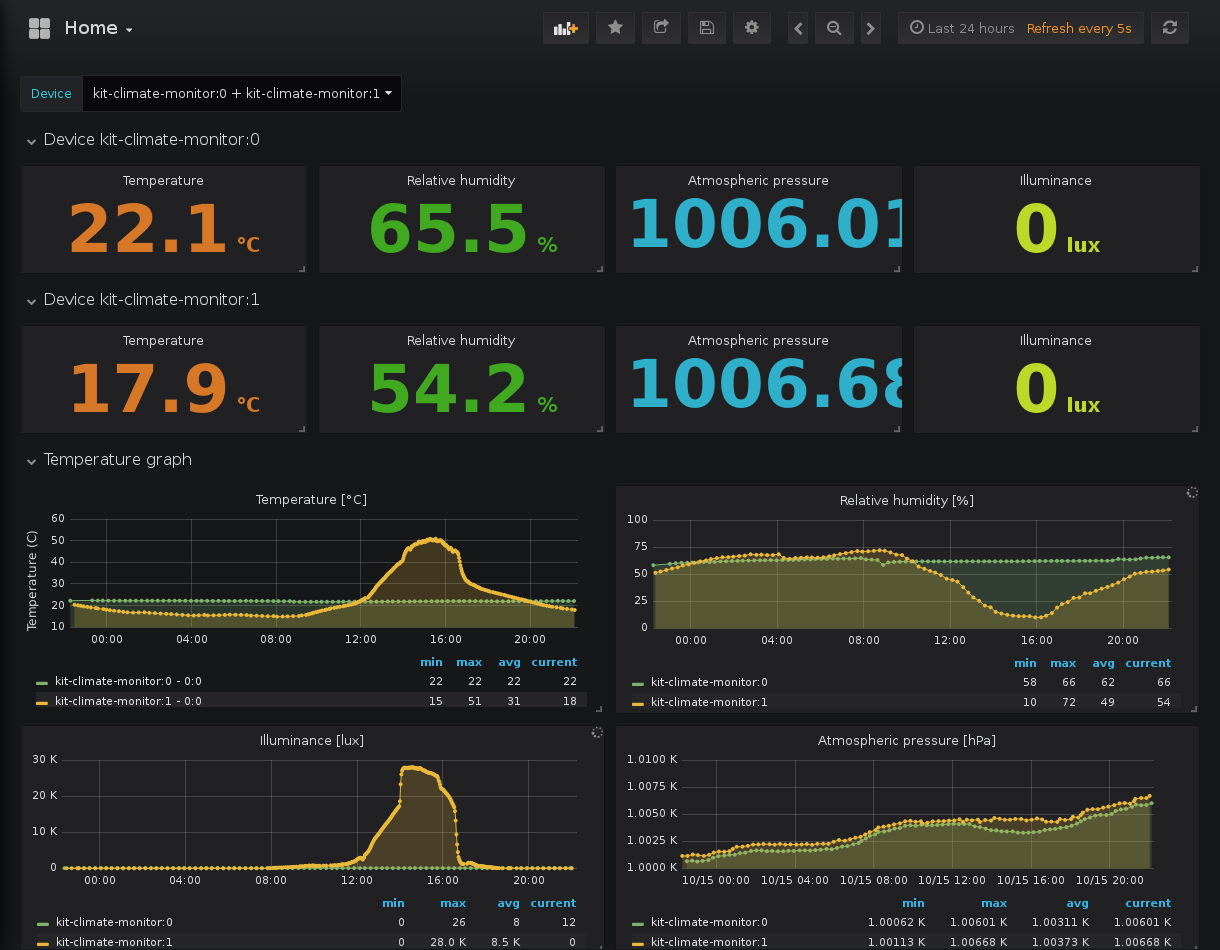 Home
Last 24 hours Refresh every 5s
Device kit-climate-monitor:0 + kit-climate-monitor:1
Device kit-climate-monitor:0
Temperature Relative humidity Atmospheric pressure Illuminance
22.1 °C 65.5 % 1006.01 0 lux
Device kit-climate-monitor:1
Temperature Relative humidity Atmospheric pressure Illuminance
17.9 °C 54.2 % 1006.68 0 lux
Temperature graph
Temperature [°C]
Temperature (C)
60
50
40
30
20
10
00:00 04:00 08:00 12:00 16:00 20:00
min max avg current
kit-climate-monitor:0 - 0:0 22 22 22 22
kit-climate-monitor:1 - 0:0 15 51 31 18
Relative humidity [%]
100
75
50
25
0
00:00 04:00 08:00 12:00 16:00 20:00
min max avg current
kit-climate-monitor:0 58 66 62 66
kit-climate-monitor:1 10 72 49 54
Illuminance [lux]
30 K
20 K
10 K
0
00:00 04:00 08:00 12:00 16:00 20:00
min max avg current
kit-climate-monitor:0 0 26 8 12
kit-climate-monitor:1 0 28.0 K 8.5 K 0
Atmospheric pressure [hPa]
1.0100 K
1.0075 K
1.0050 K
1.0025 K
1.0000 K
10/15 00:00 10/15 04:00 10/15 08:00 10/15 12:00 10/15 16:00 10/15 20:00
min max avg current
kit-climate-monitor:0 1.00062 K 1.00601 K 1.00311 K 1.00601 K
kit-climate-monitor:1 1.00113 K 1.00668 K 1.00373 K 1.00668 K